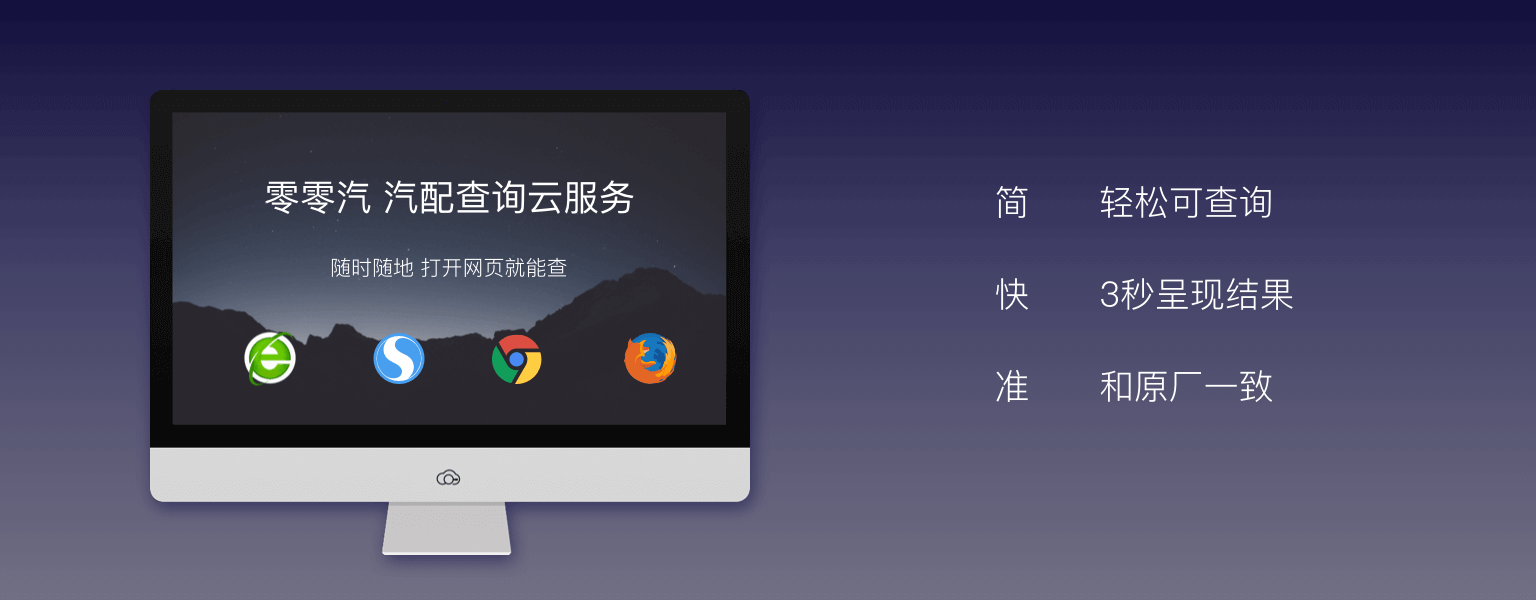 零零汽 汽配查询云服务
随时随地 打开网页就能查
简 轻松可查询
快 3秒呈现结果
准 和原厂一致